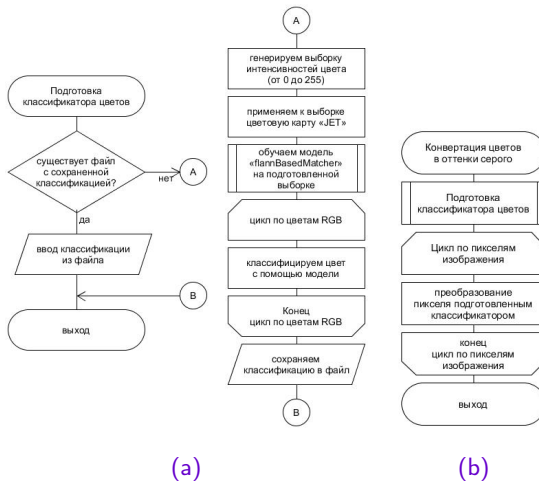 Подготовка
классификатора цветов
существует файл
с сохраненной
классификацией?
нет
A
да
ввод классификации
из файла
B
выход
A
генерируем выборку
интенсивностей цвета
(от 0 до 255)
применяем к выборке
цветовую карту «JET»
обучаем модель
«flannBasedMatcher»
на подготовленной
выборке
цикл по цветам RGB
классифицируем цвет
с помощью модели
Конец
цикл по цветам RGB
сохраняем
классификацию в файл
B
(a)
Конвертация цветов
в оттенки серого
Подготовка
классификатора цветов
Цикл по пикселям
изображения
преобразование
пикселя подготовленным
классификатором
конец
цикл по пикселям
изображения
выход
(b)